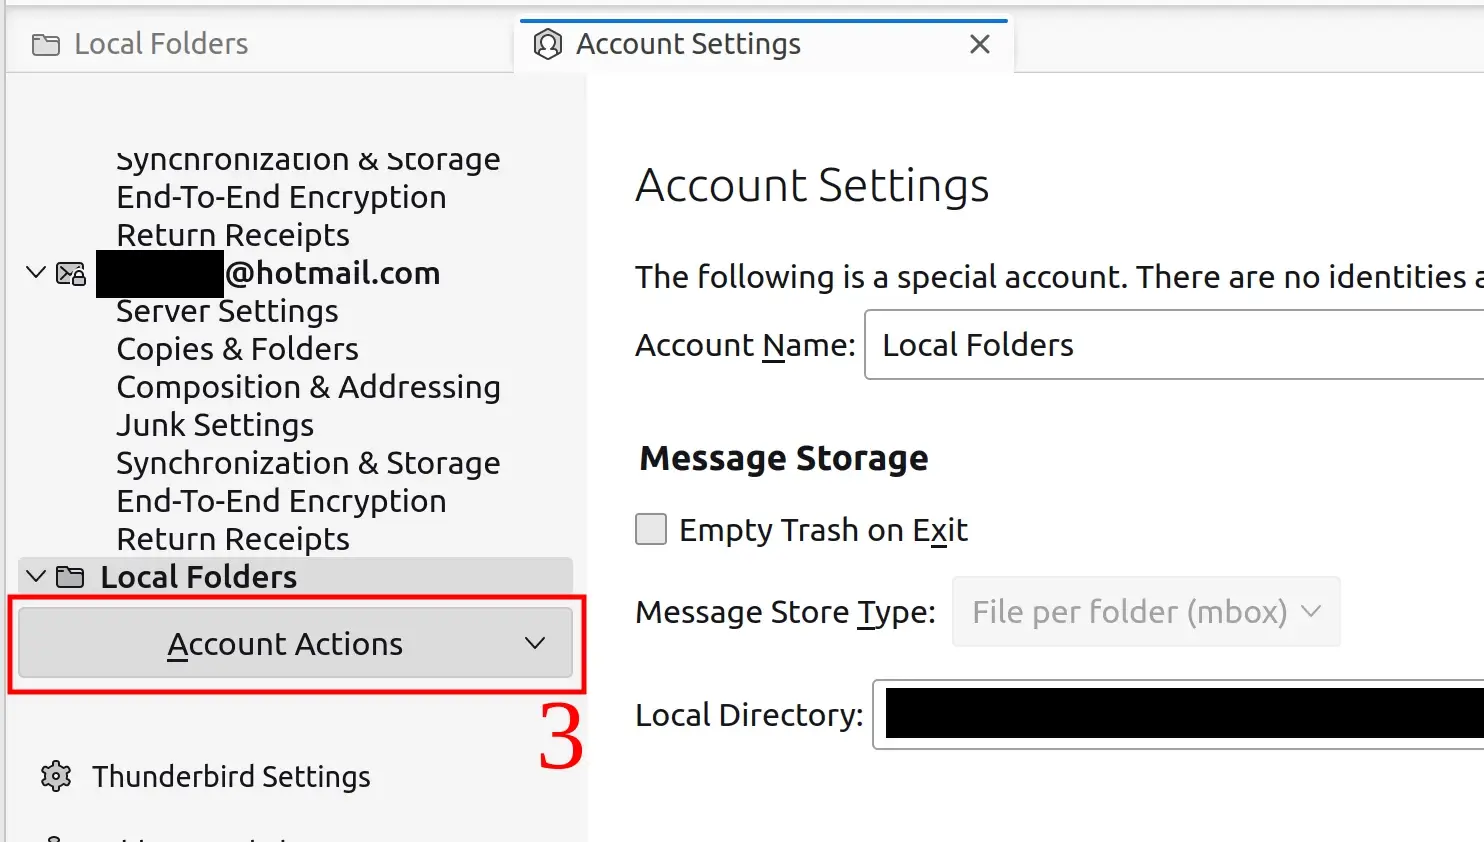 Local Folders
Account Settings
Synchronization & Storage
End-To-End Encryption
Return Receipts
@hotmail.com
Server Settings
Copies & Folders
Composition & Addressing
Junk Settings
Synchronization & Storage
End-To-End Encryption
Return Receipts
Local Folders
Account Actions
3
Thunderbird Settings
Account Settings
The following is a special account. There are no identities
Account Name: Local Folders
Message Storage
Empty Trash on Exit
Message Store Type: File per folder (mbox)
Local Directory: